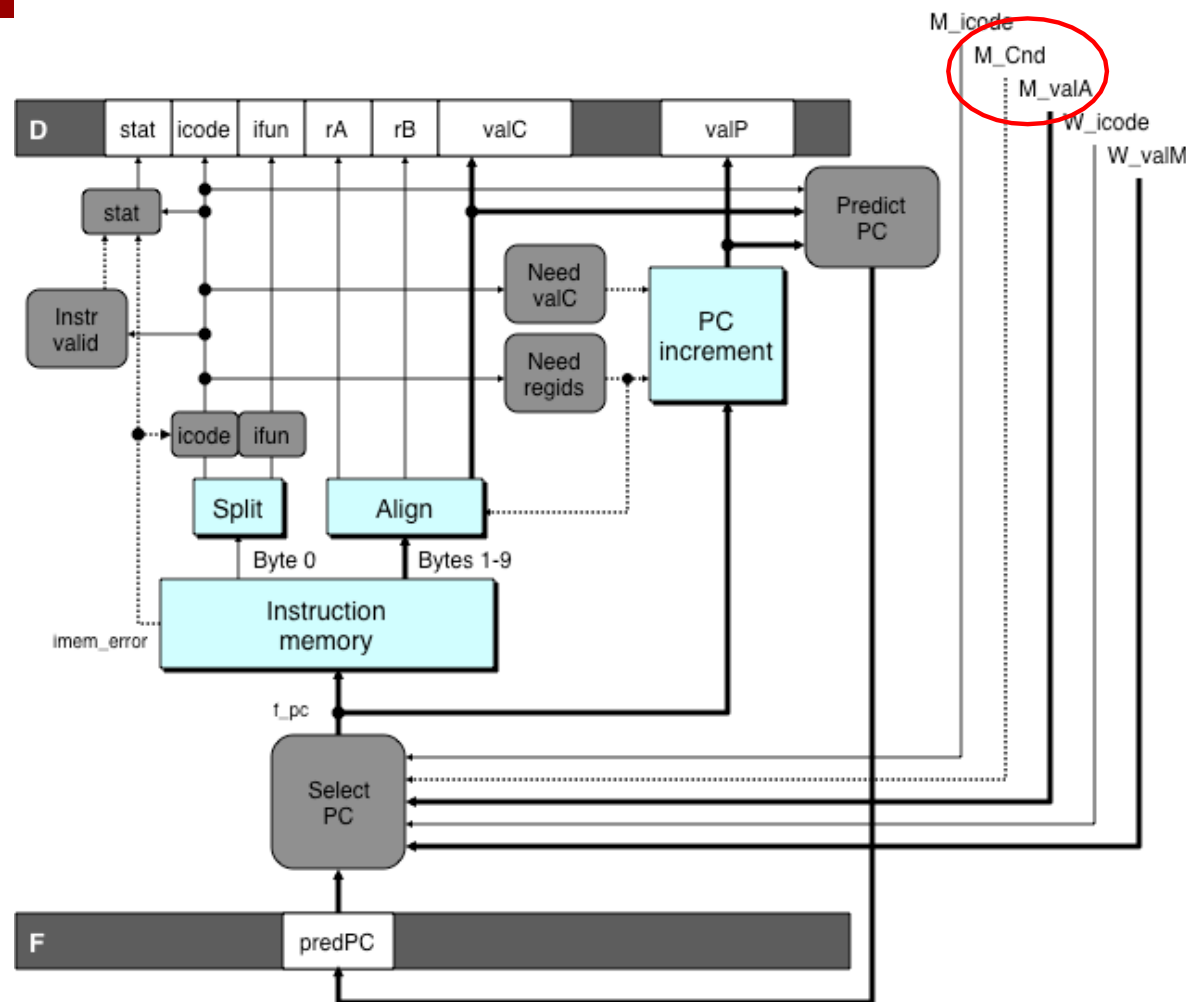 M_icode
M_Cnd
M_valA
W_icode
W_valM
D
stat
icode
ifun
rA
rB
valC
valP
stat
Predict
PC
Need
valC
Instr
valid
PC
increment
Need
regids
icode
ifun
Split
Align
Byte 0
Bytes 1-9
Instruction
memory
imem_error
f_pc
Select
PC
F
predPC